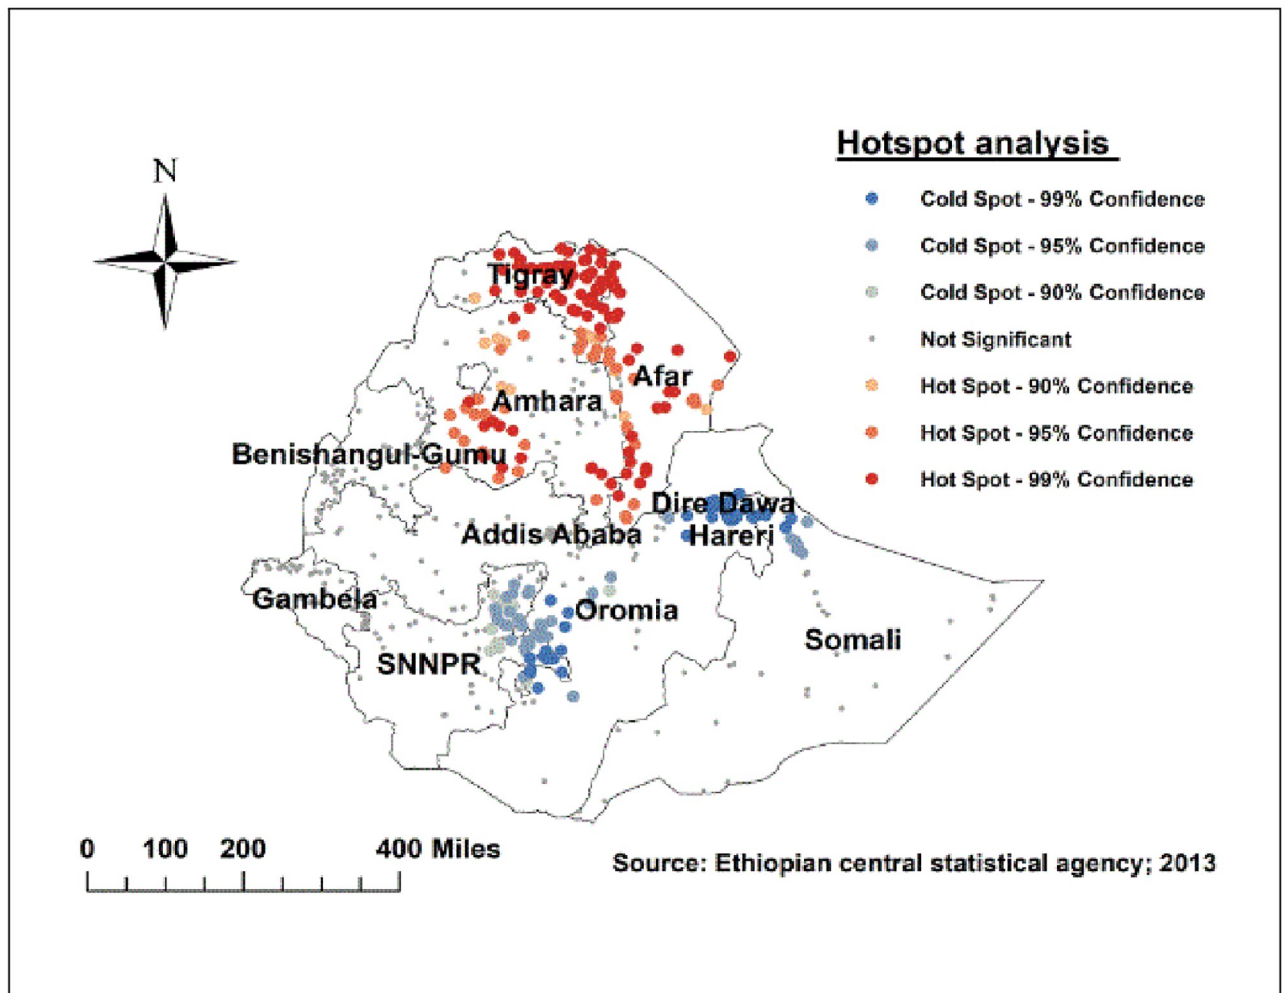 Hotspot analysis
N
Cold Spot - 99% Confidence
Cold Spot - 95% Confidence
Cold Spot - 90% Confidence
Not Significant
Hot Spot - 90% Confidence
Hot Spot - 95% Confidence
Hot Spot - 99% Confidence
Tigray
Afar
Amhara
Benishangul-Gumu
Dire Dawa
Addis Ababa
Hareri
Gambela
Oromia
Somali
SNNPR
0 100 200 400 Miles
Source: Ethiopian central statistical agency; 2013